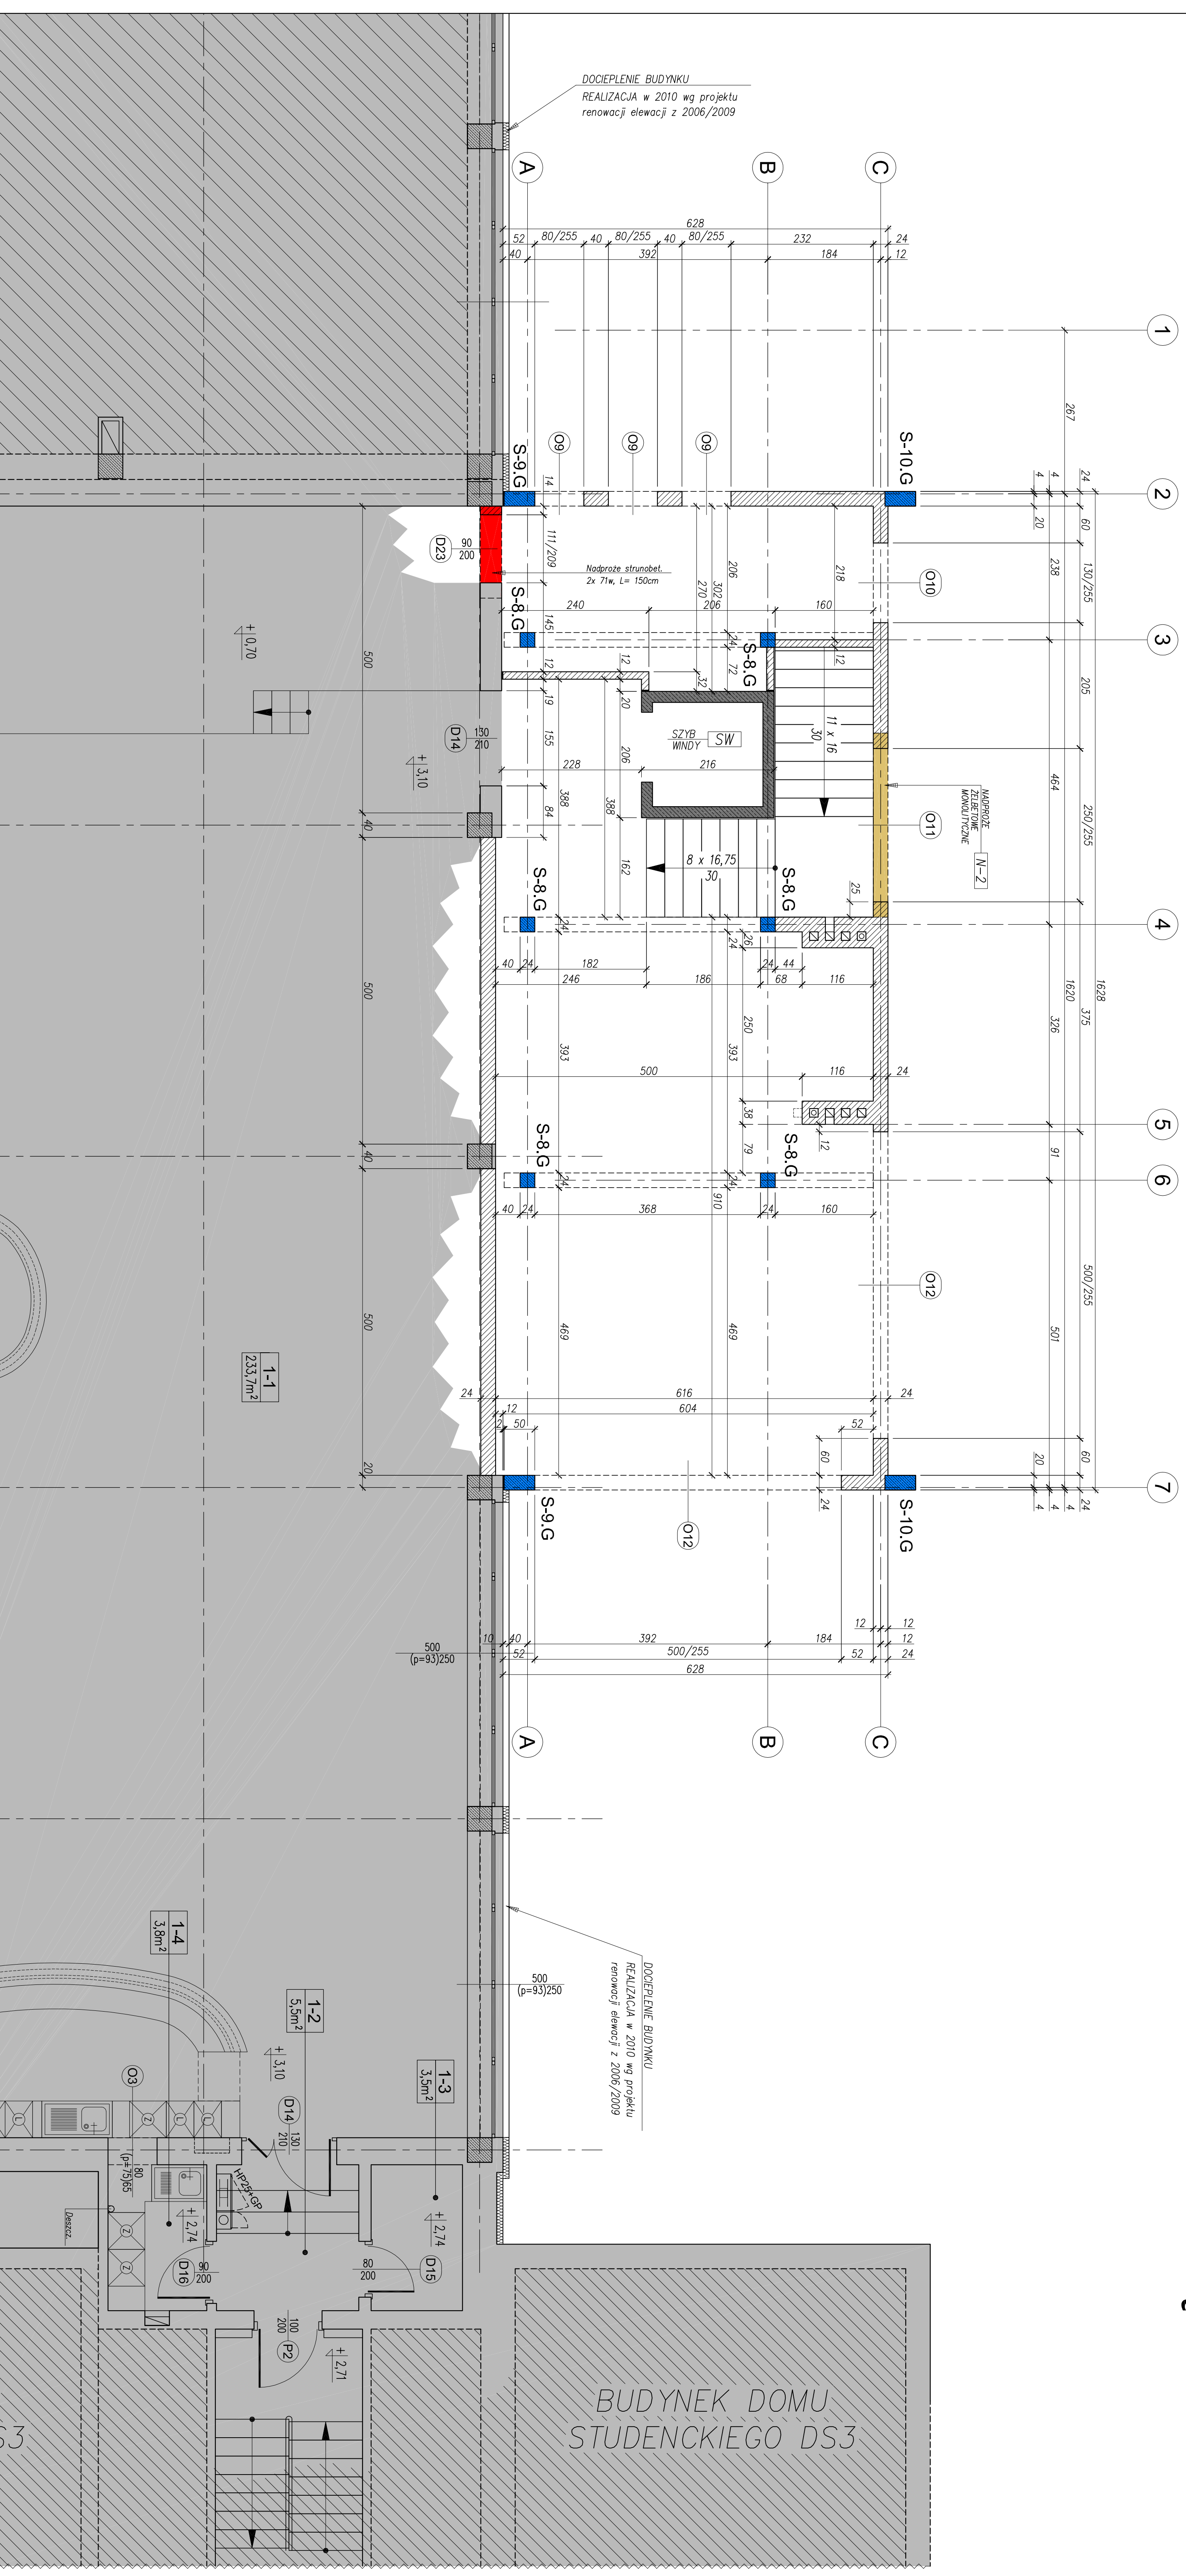 DOCIEPLENIE BUDYNKU
REALIZACJA w 2010 wg projektu
renowacji elewacji z 2006/2009
A
B
C
628
52
80/255
40
80/255
40
80/255
232
24
40
392
184
12
1
267
O9
O9
O9
S-9.G
S-10.G
2
4
4
24
20
60
238
130/255
1628
14
111/209
D23
90
200
Nadproże strunobet.
2x 71w, L= 150cm
206
302
270
218
O10
S-8.G
240
206
160
3
145
24
S-8.G
72
12
12
12
32
+ 0,70
500
19
20
205
11 x 16
30
SZYB
WINDY
SW
D14
130
210
155
206
+ 3,10
228
216
388
388
464
NADPROŻE
ŻELBETOWE
MONOLITYCZNE
N-2
250/255
84
40
O11
162
8 x 16,75
30
25
S-8.G
S-8.G
4
24
24
26
40
24
182
24
44
246
186
68
116
1620
375
500
250
326
393
393
500
116
24
38
12
5
40
S-8.G
S-8.G
79
91
24
24
6
910
40
24
368
24
160
O12
500/255
500
469
469
501
1-1
233,7m²
24
616
24
12
604
2
50
52
60
20
60
20
7
24
4
4
4
24
S-9.G
S-10.G
O12
12
12
10
40
392
184
12
52
500/255
52
24
628
500
(p=93)250
A
B
C
DOCIEPLENIE BUDYNKU
REALIZACJA w 2010 wg projektu
renowacji elewacji z 2006/2009
500
(p=93)250
1-4
3,8m²
1-2
5,5m²
1-3
3,5m²
+ 3,10
O3
D14
130
210
L
Z
L
L
80
(p=75)65
HP25+GP
Deszcz.
+ 2,74
+ 2,74
Z
Z
D16
90
200
80
200
D15
100
200
P2
+ 2,71
BUDYNEK DOMU
STUDENCKIEGO DS3
S3